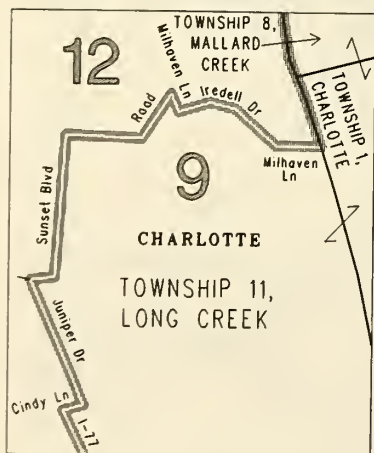 TOWNSHIP 8,
MALLARD
CREEK
12
Milhaven
Ln
Iredell Dr
Road
TOWNSHIP 1,
CHARLOTTE
Milhaven
Ln
9
Sunset Blvd
CHARLOTTE
TOWNSHIP 11,
LONG CREEK
Juniper Dr
Cindy Ln
I-77